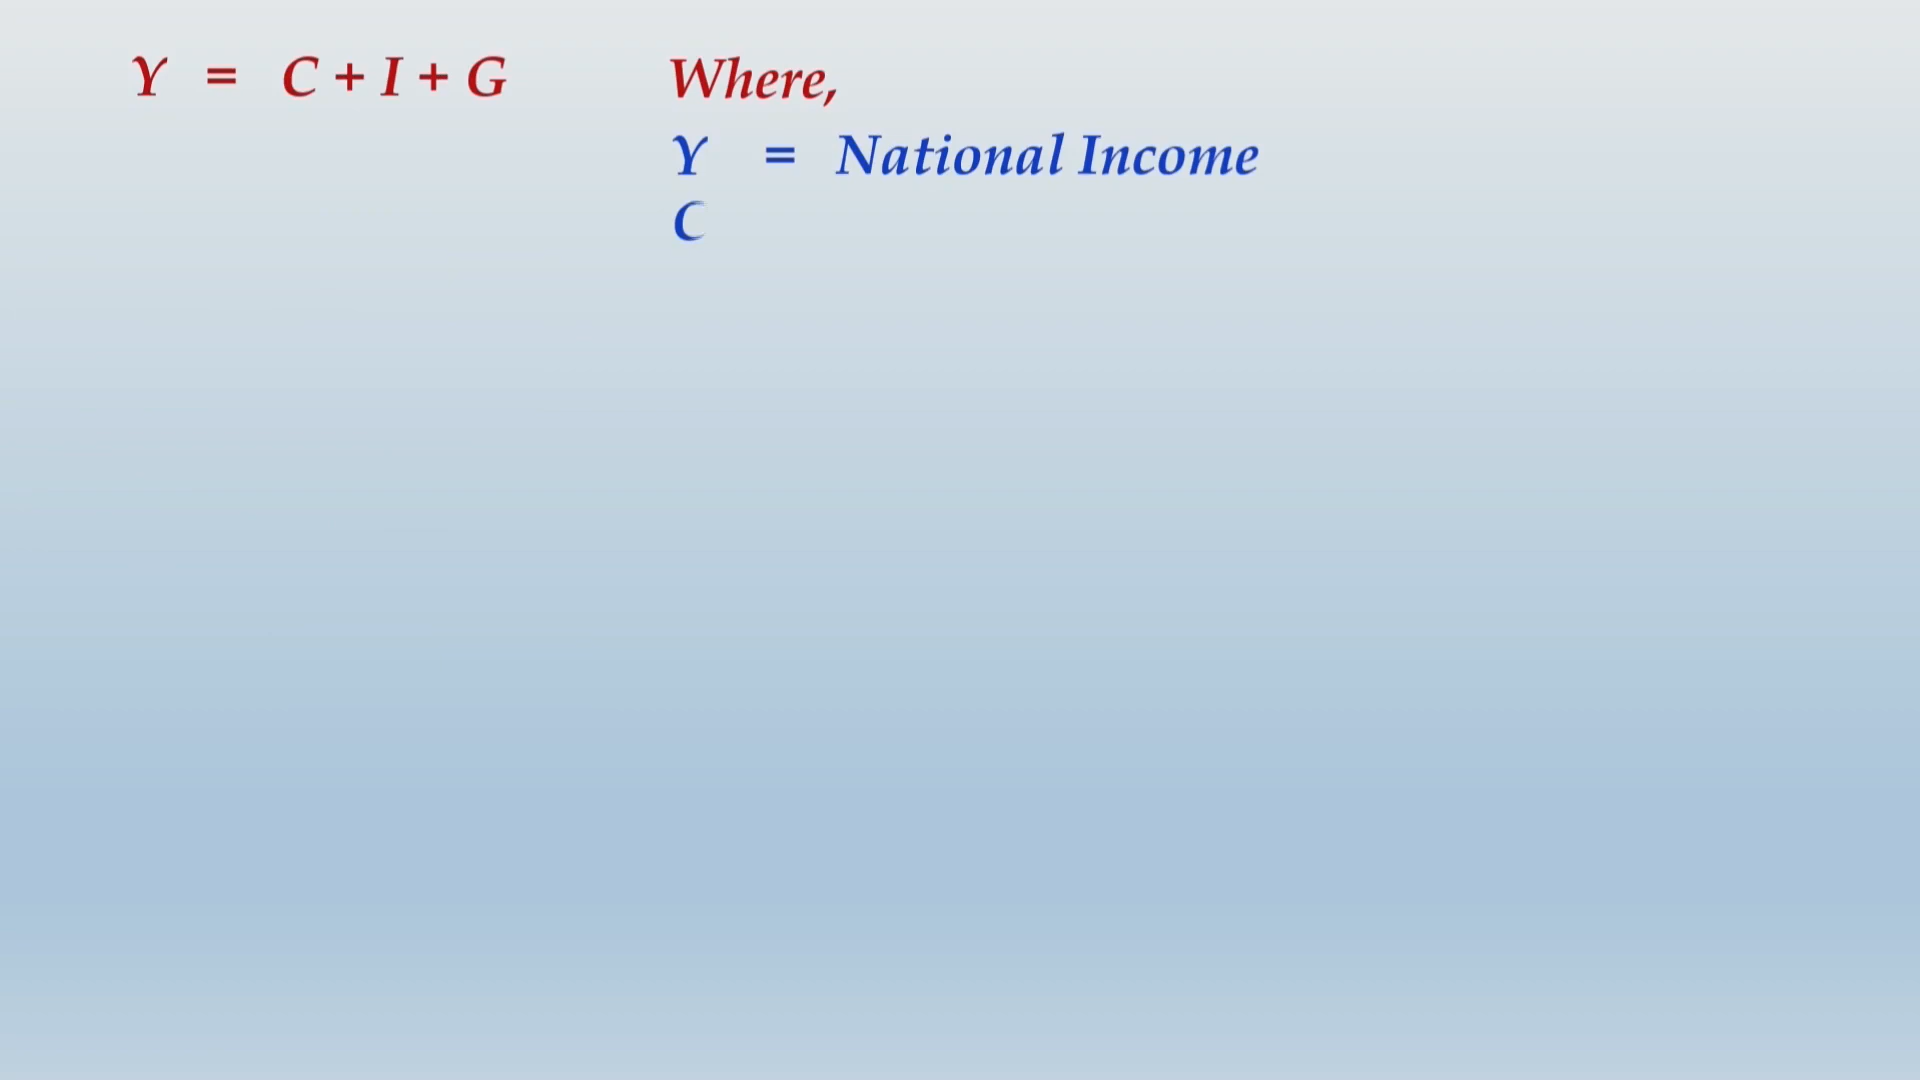 Y = C + I + G Where,
Y = National Income
C